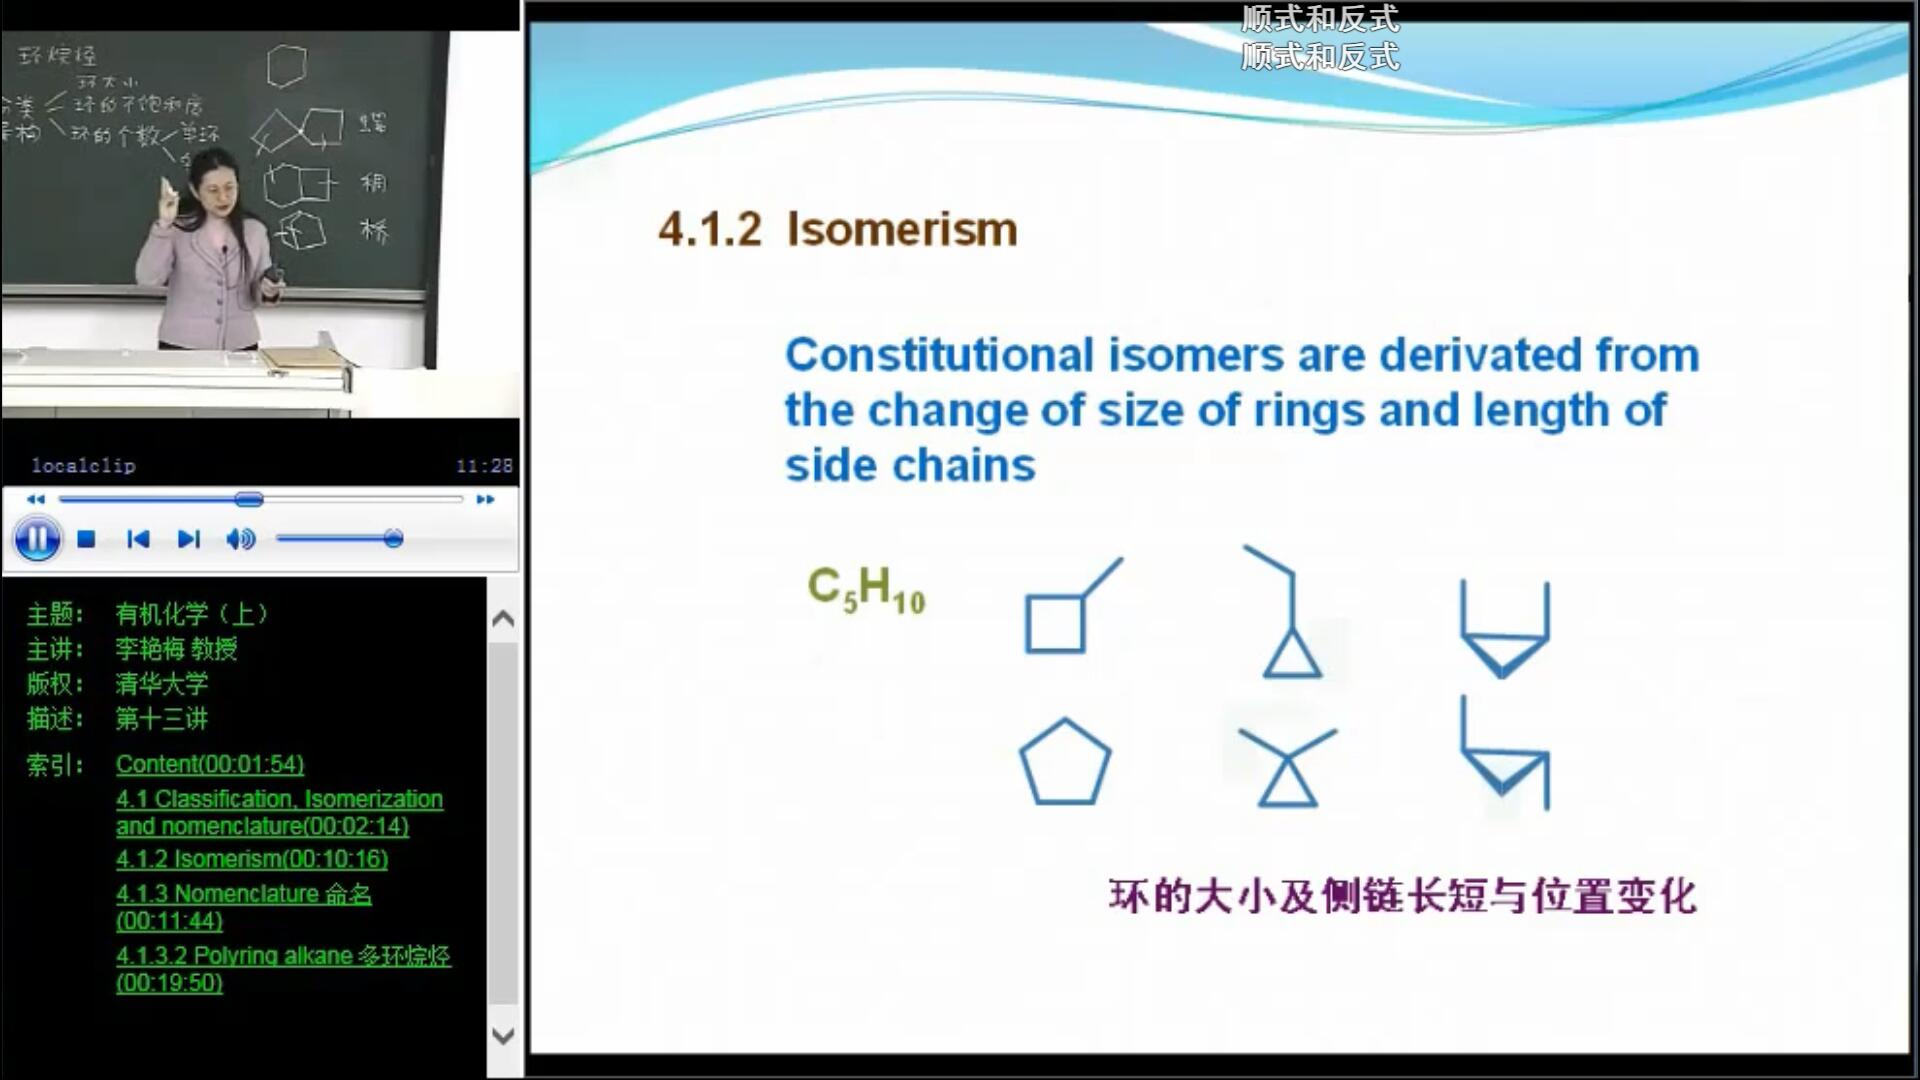 顺式和反式
顺式和反式
环烷烃
环大小
分类 环的不饱和度
环的个数 单环
螺
稠
桥
localclip 11:28
主题： 有机化学（上）
主讲： 李艳梅 教授
版权： 清华大学
描述： 第十三讲
索引： Content(00:01:54)
4.1 Classification, Isomerization
and nomenclature(00:02:14)
4.1.2 Isomerism(00:10:16)
4.1.3 Nomenclature 命名
(00:11:44)
4.1.3.2 Polyring alkane 多环烷烃
(00:19:50)
4.1.2 Isomerism
Constitutional isomers are derivated from
the change of size of rings and length of
side chains
C5H10
环的大小及侧链长短与位置变化